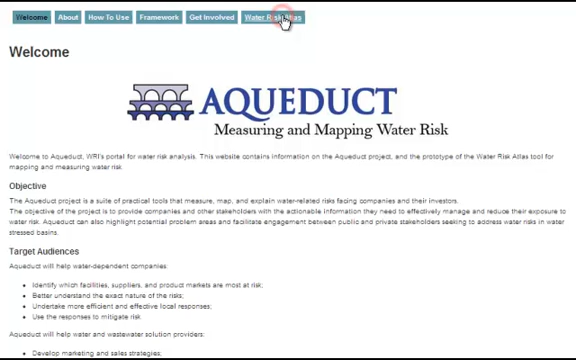 Welcome About How To Use Framework Get Involved Water Risk Atlas
Welcome
AQUEDUCT
Measuring and Mapping Water Risk
Welcome to Aqueduct, WRI's portal for water risk analysis. This website contains information on the Aqueduct project, and the prototype of the Water Risk Atlas tool for
mapping and measuring water risk.
Objective
The Aqueduct project is a suite of practical tools that measure, map, and explain water-related risks facing companies and their investors.
The objective of the project is to provide companies and other stakeholders with the actionable information they need to effectively manage and reduce their exposure to
water risk. Aqueduct can also highlight potential problem areas and facilitate engagement between public and private stakeholders seeking to address water risks in water
stressed basins.
Target Audiences
Aqueduct will help water-dependent companies:
Identify which facilities, suppliers, and product markets are most at risk;
Better understand the exact nature of the risks;
Undertake more efficient and effective local responses;
Use the responses to mitigate risk.
Aqueduct will help water and wastewater solution providers:
Develop marketing and sales strategies;